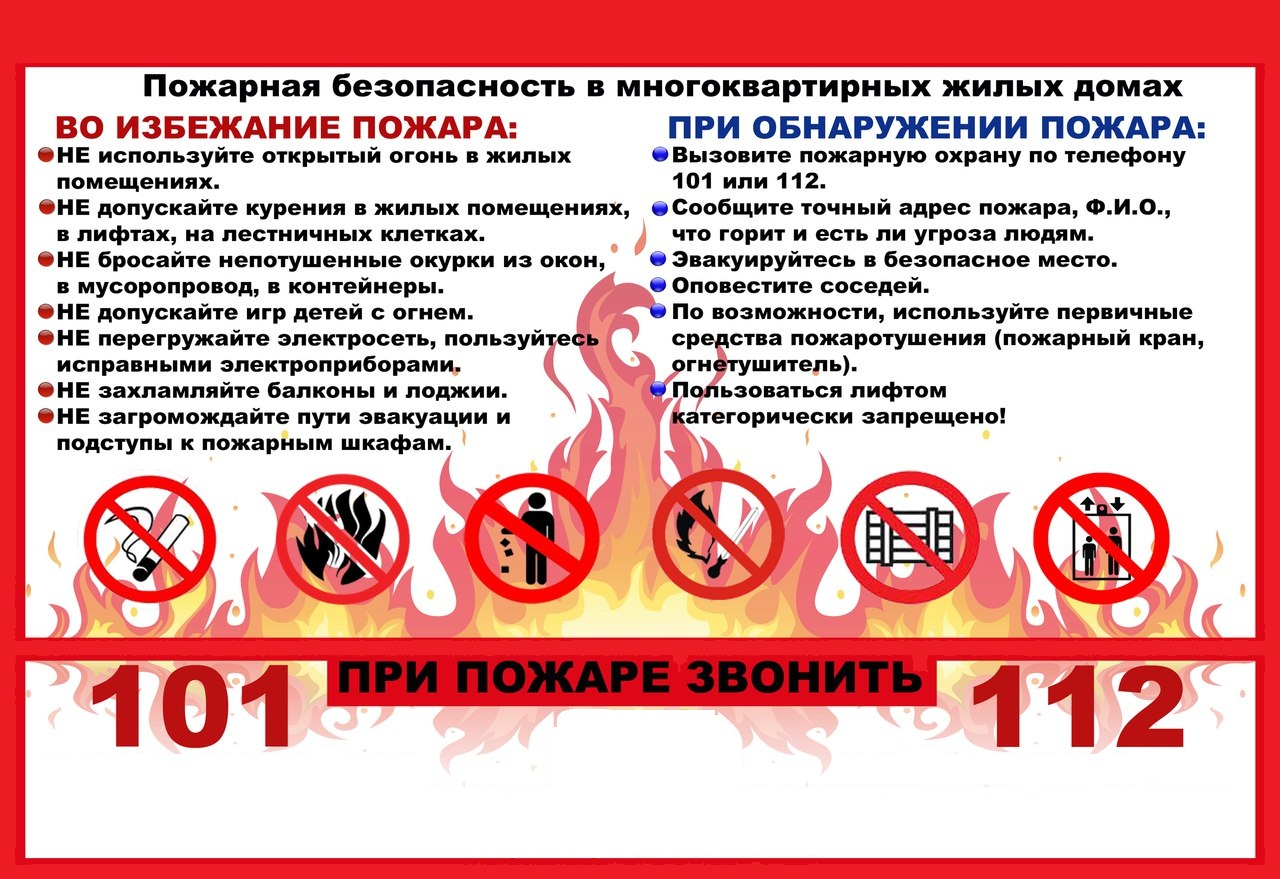 Пожарная безопасность в многоквартирных жилых домах
ВО ИЗБЕЖАНИЕ ПОЖАРА:
НЕ используйте открытый огонь в жилых
помещениях.
НЕ допускайте курения в жилых помещениях,
в лифтах, на лестничных клетках.
НЕ бросайте непотушенные окурки из окон,
в мусоропровод, в контейнеры.
НЕ допускайте игр детей с огнем.
НЕ перегружайте электросеть, пользуйтесь
исправными электроприборами.
НЕ захламляйте балконы и лоджии.
НЕ загромождайте пути эвакуации и
подступы к пожарным шкафам.
ПРИ ОБНАРУЖЕНИИ ПОЖАРА:
Вызовите пожарную охрану по телефону
101 или 112.
Сообщите точный адрес пожара, Ф.И.О.,
что горит и есть ли угроза людям.
Эвакуируйтесь в безопасное место.
Оповестите соседей.
По возможности, используйте первичные
средства пожаротушения (пожарный кран,
огнетушитель).
Пользоваться лифтом
категорически запрещено!
101 ПРИ ПОЖАРЕ ЗВОНИТЬ 112